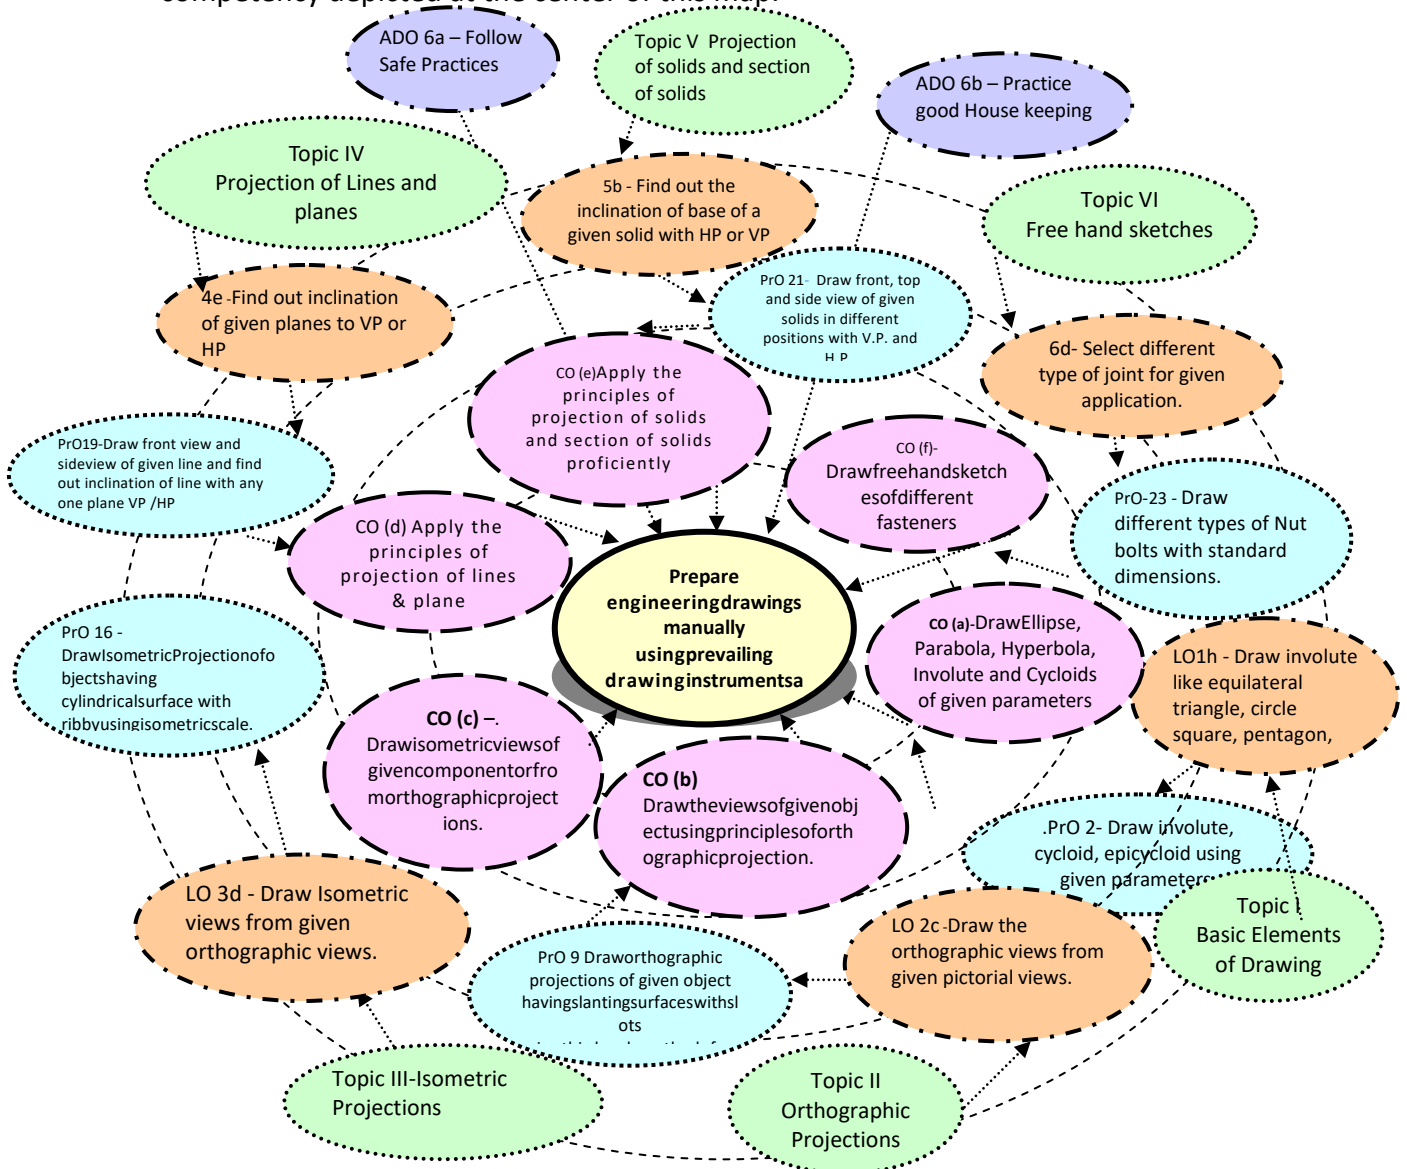 competency depicted at the center of this map.
ADO 6a – Follow
Safe Practices
Topic V Projection
of solids and section
of solids
ADO 6b – Practice
good House keeping
Topic IV
Projection of Lines and
planes
5b - Find out the
inclination of base of a
given solid with HP or VP
Topic VI
Free hand sketches
4e -Find out inclination
of given planes to VP or
HP
PrO 21- Draw front, top
and side view of given
solids in different
positions with V.P. and
H.P
6d- Select different
type of joint for given
application.
CO (e)Apply the
principles of
projection of solids
and section of solids
proficiently
PrO19-Draw front view and
sideview of given line and find
out inclination of line with any
one plane VP /HP
CO (f)-
Drawfreehandsketch
esofdifferent
fasteners
PrO-23 - Draw
different types of Nut
bolts with standard
dimensions.
CO (d) Apply the
principles of
projection of lines
& plane
Prepare
engineeringdrawings
manually
usingprevailing
drawinginstrumentsa
PrO 16 -
DrawIsometricProjectionofo
bjectshaving
cylindricalsurface with
ribbyusingisometricscale.
CO (a)-DrawEllipse,
Parabola, Hyperbola,
Involute and Cycloids
of given parameters
LO1h - Draw involute
like equilateral
triangle, circle
square, pentagon,
CO (c) –.
Drawisometricviewsof
givencomponentorfro
morthographicproject
ions.
CO (b)
Drawtheviewsofgivenobj
ectusingprinciplesoforth
ographicprojection.
.PrO 2- Draw involute,
cycloid, epicycloid using
given parameters
LO 3d - Draw Isometric
views from given
orthographic views.
LO 2c -Draw the
orthographic views from
given pictorial views.
Topic I
Basic Elements
of Drawing
PrO 9 Draworthographic
projections of given object
havingslantingsurfaceswithsl
ots
Topic III-Isometric
Projections
Topic II
Orthographic
Projections